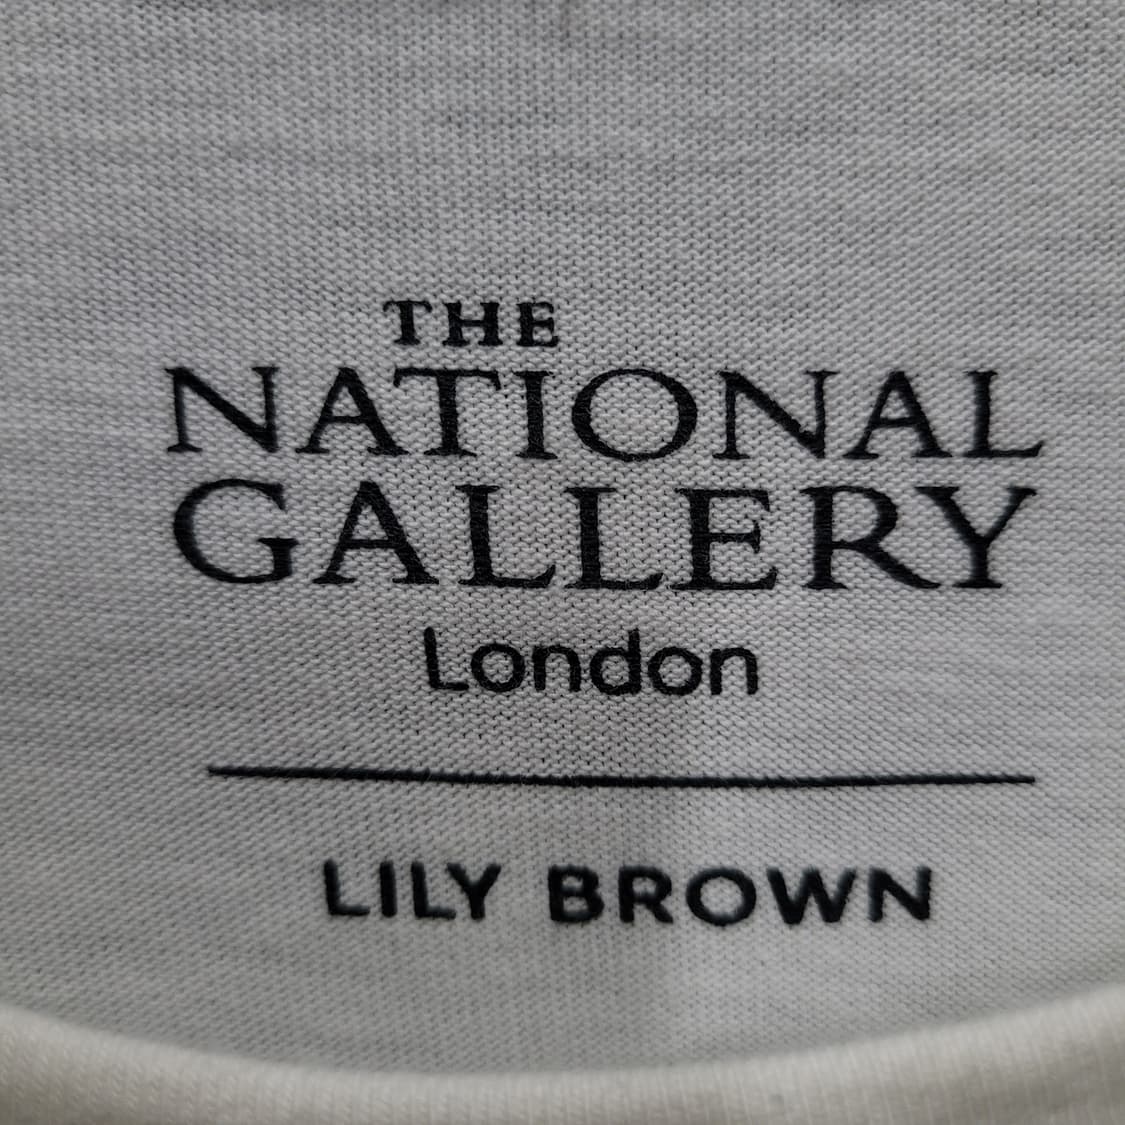 THE
NATIONAL
GALLERY
London
LILY BROWN